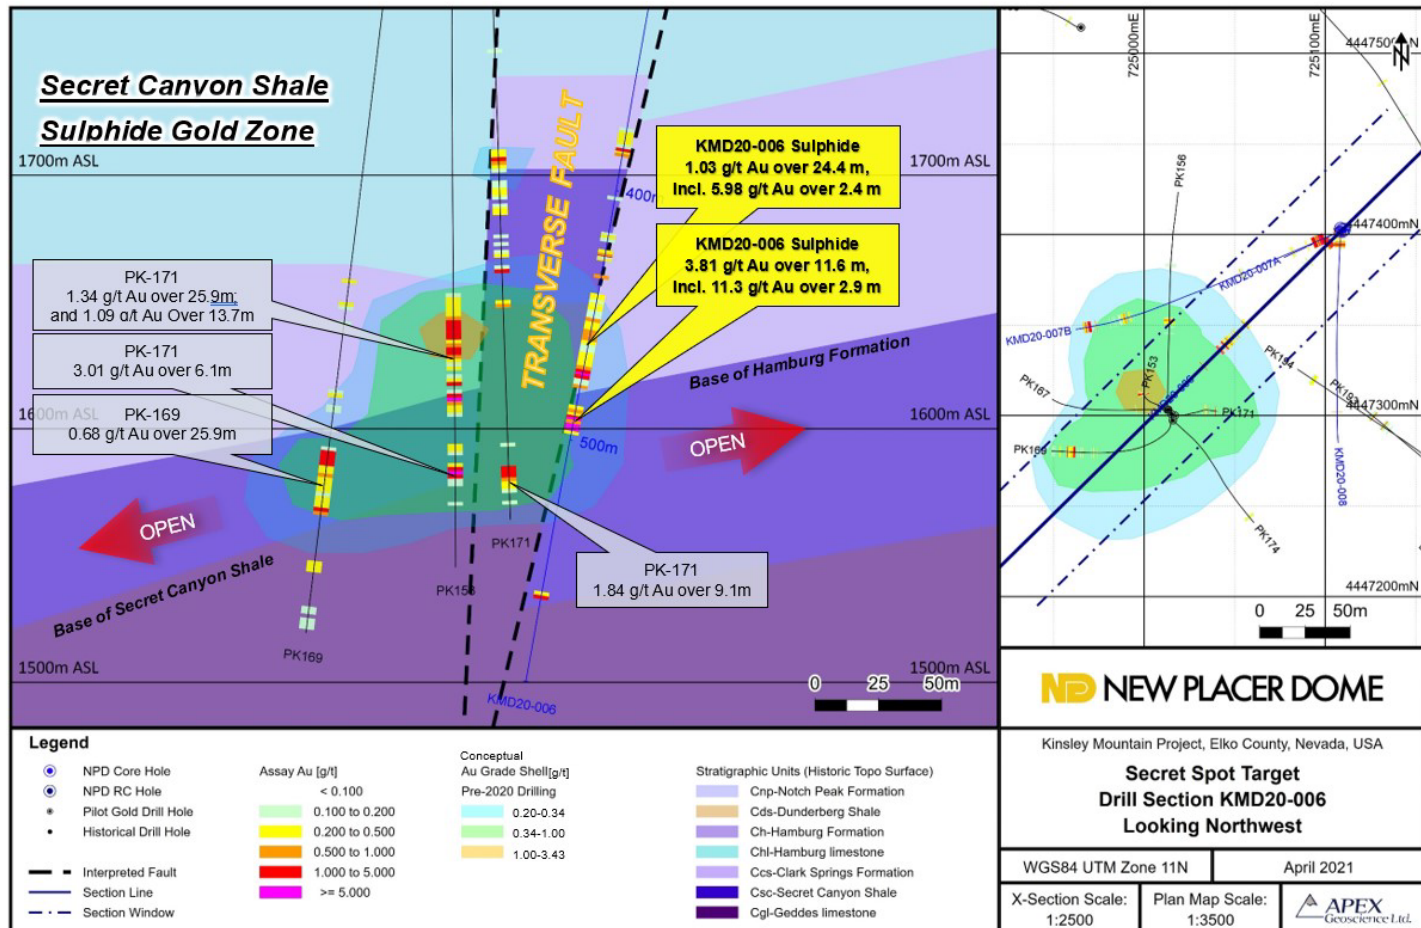 Secret Canyon Shale
Sulphide Gold Zone
1700m ASL
1700m ASL
TRANSVERSE FAULT
400m
KMD20-006 Sulphide
1.03 g/t Au over 24.4 m,
Incl. 5.98 g/t Au over 2.4 m
KMD20-006 Sulphide
3.81 g/t Au over 11.6 m,
Incl. 11.3 g/t Au over 2.9 m
PK-171
1.34 g/t Au over 25.9m;
and 1.09 g/t Au Over 13.7m
PK-171
3.01 g/t Au over 6.1m
PK-169
0.68 g/t Au over 25.9m
Base of Hamburg Formation
1600m ASL
1600m ASL
500m
OPEN
OPEN
PK171
PK-171
1.84 g/t Au over 9.1m
PK153
Base of Secret Canyon Shale
PK169
1500m ASL
1500m ASL
KMD20-006
0 25 50m
725000mE
725100mE
4447500mN
N
PK156
4447400mN
KMD20-007A
KMD20-007B
PK153
PK194
PK167
PK192
4447300mN
PK171
PK169
KMD20-008
PK174
4447200mN
0 25 50m
Legend
NPD Core Hole
NPD RC Hole
Pilot Gold Drill Hole
Historical Drill Hole
Interpreted Fault
Section Line
Section Window
Assay Au [g/t]
< 0.100
0.100 to 0.200
0.200 to 0.500
0.500 to 1.000
1.000 to 5.000
>= 5.000
Conceptual
Au Grade Shell[g/t]
Pre-2020 Drilling
0.20-0.34
0.34-1.00
1.00-3.43
Stratigraphic Units (Historic Topo Surface)
Cnp-Notch Peak Formation
Cds-Dunderberg Shale
Ch-Hamburg Formation
Chl-Hamburg limestone
Ccs-Clark Springs Formation
Csc-Secret Canyon Shale
Cgl-Geddes limestone
NPD NEW PLACER DOME
Kinsley Mountain Project, Elko County, Nevada, USA
Secret Spot Target
Drill Section KMD20-006
Looking Northwest
WGS84 UTM Zone 11N
April 2021
X-Section Scale:
1:2500
Plan Map Scale:
1:3500
APEX
Geoscience Ltd.